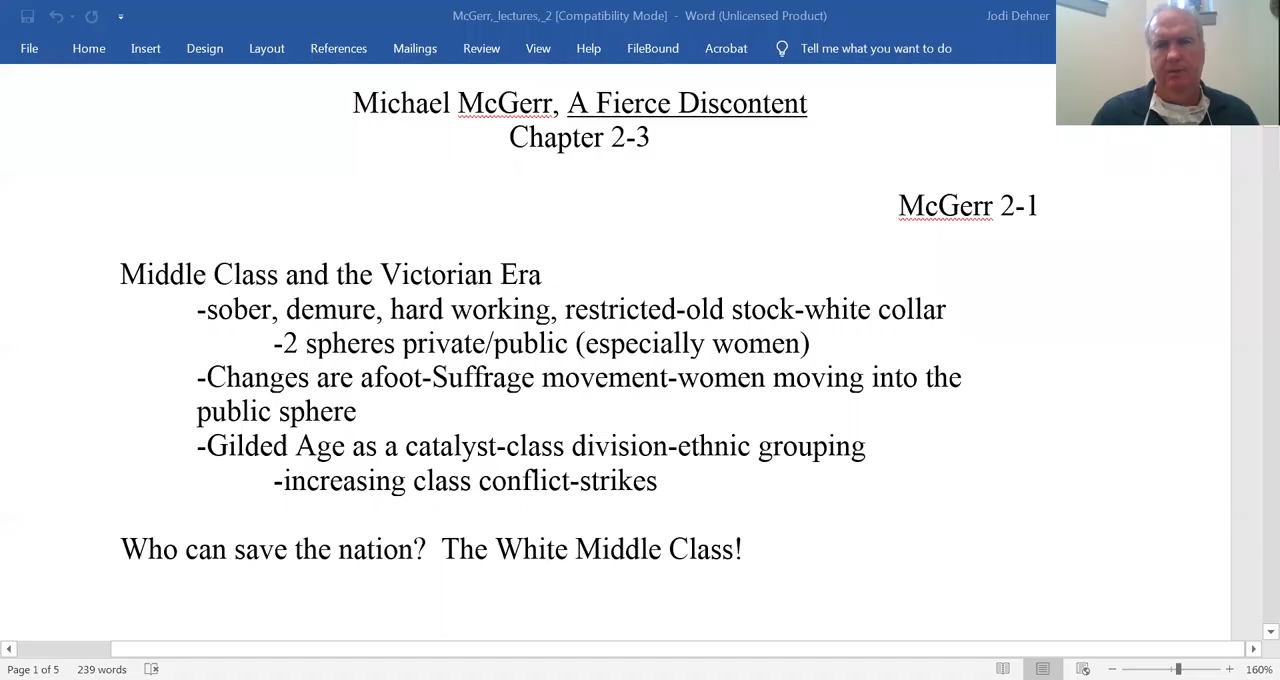 McGerr,_lectures,_2 [Compatibility Mode] - Word (Unlicensed Product)
Jodi Dehner
File Home Insert Design Layout References Mailings Review View Help FileBound Acrobat Tell me what you want to do
Michael McGerr, A Fierce Discontent
Chapter 2-3
McGerr 2-1
Middle Class and the Victorian Era
-sober, demure, hard working, restricted-old stock-white collar
-2 spheres private/public (especially women)
-Changes are afoot-Suffrage movement-women moving into the
public sphere
-Gilded Age as a catalyst-class division-ethnic grouping
-increasing class conflict-strikes
Who can save the nation?  The White Middle Class!
Page 1 of 5 239 words
160%